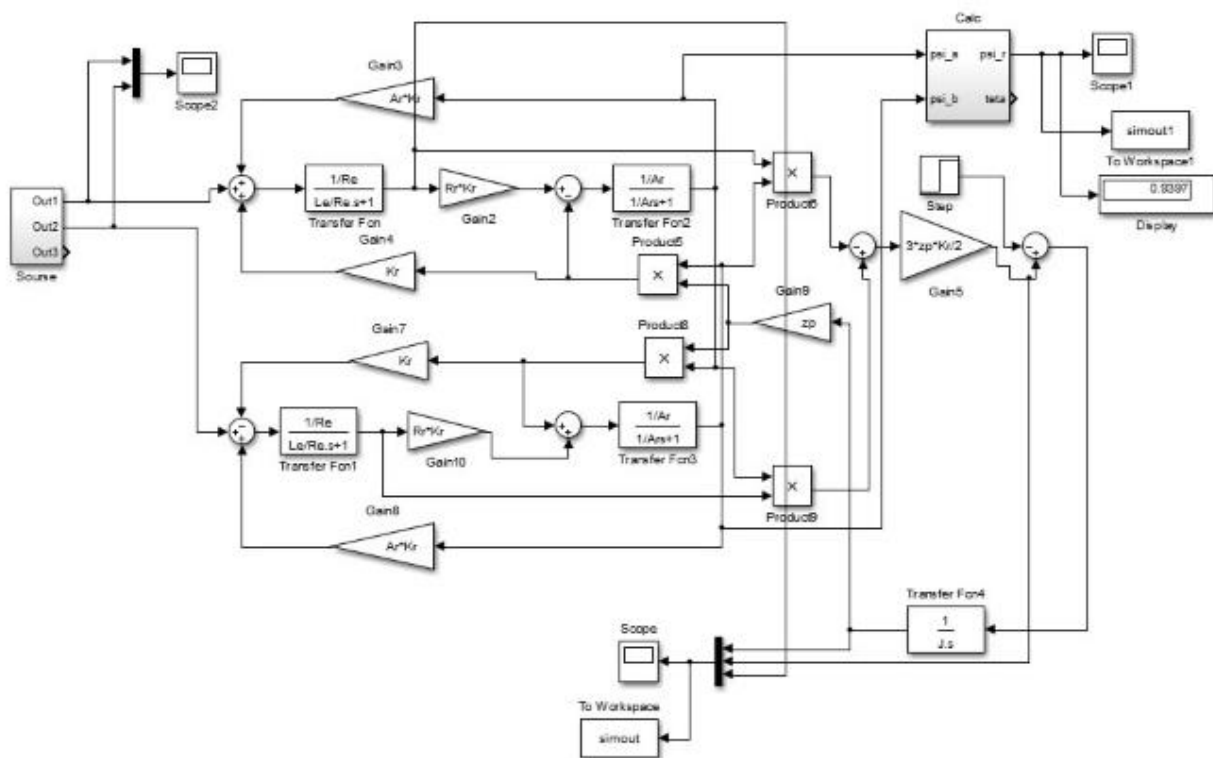 Calc
psi_a
psi_r
psi_b
teta
Scope1
simout1
To Workspace1
0.9397
Display
Scope2
Gain3
Ar*Kr
Sourse
Out1
Out2
Out3
1/Re
Le/Re.s+1
Transfer Fcn
Rr*Kr
Gain2
1/Ar
1/Ars+1
Transfer Fcn2
×
Product6
Step
3*zp*Kr/2
Gain5
Gain4
Kr
Product5
×
Gain9
zp
Gain7
Kr
Product8
×
1/Re
Le/Re.s+1
Transfer Fcn1
Rr*Kr
Gain10
1/Ar
1/Ars+1
Transfer Fcn3
×
Product9
Gain8
Ar*Kr
Transfer Fcn4
1
J.s
Scope
To Workspace
simout